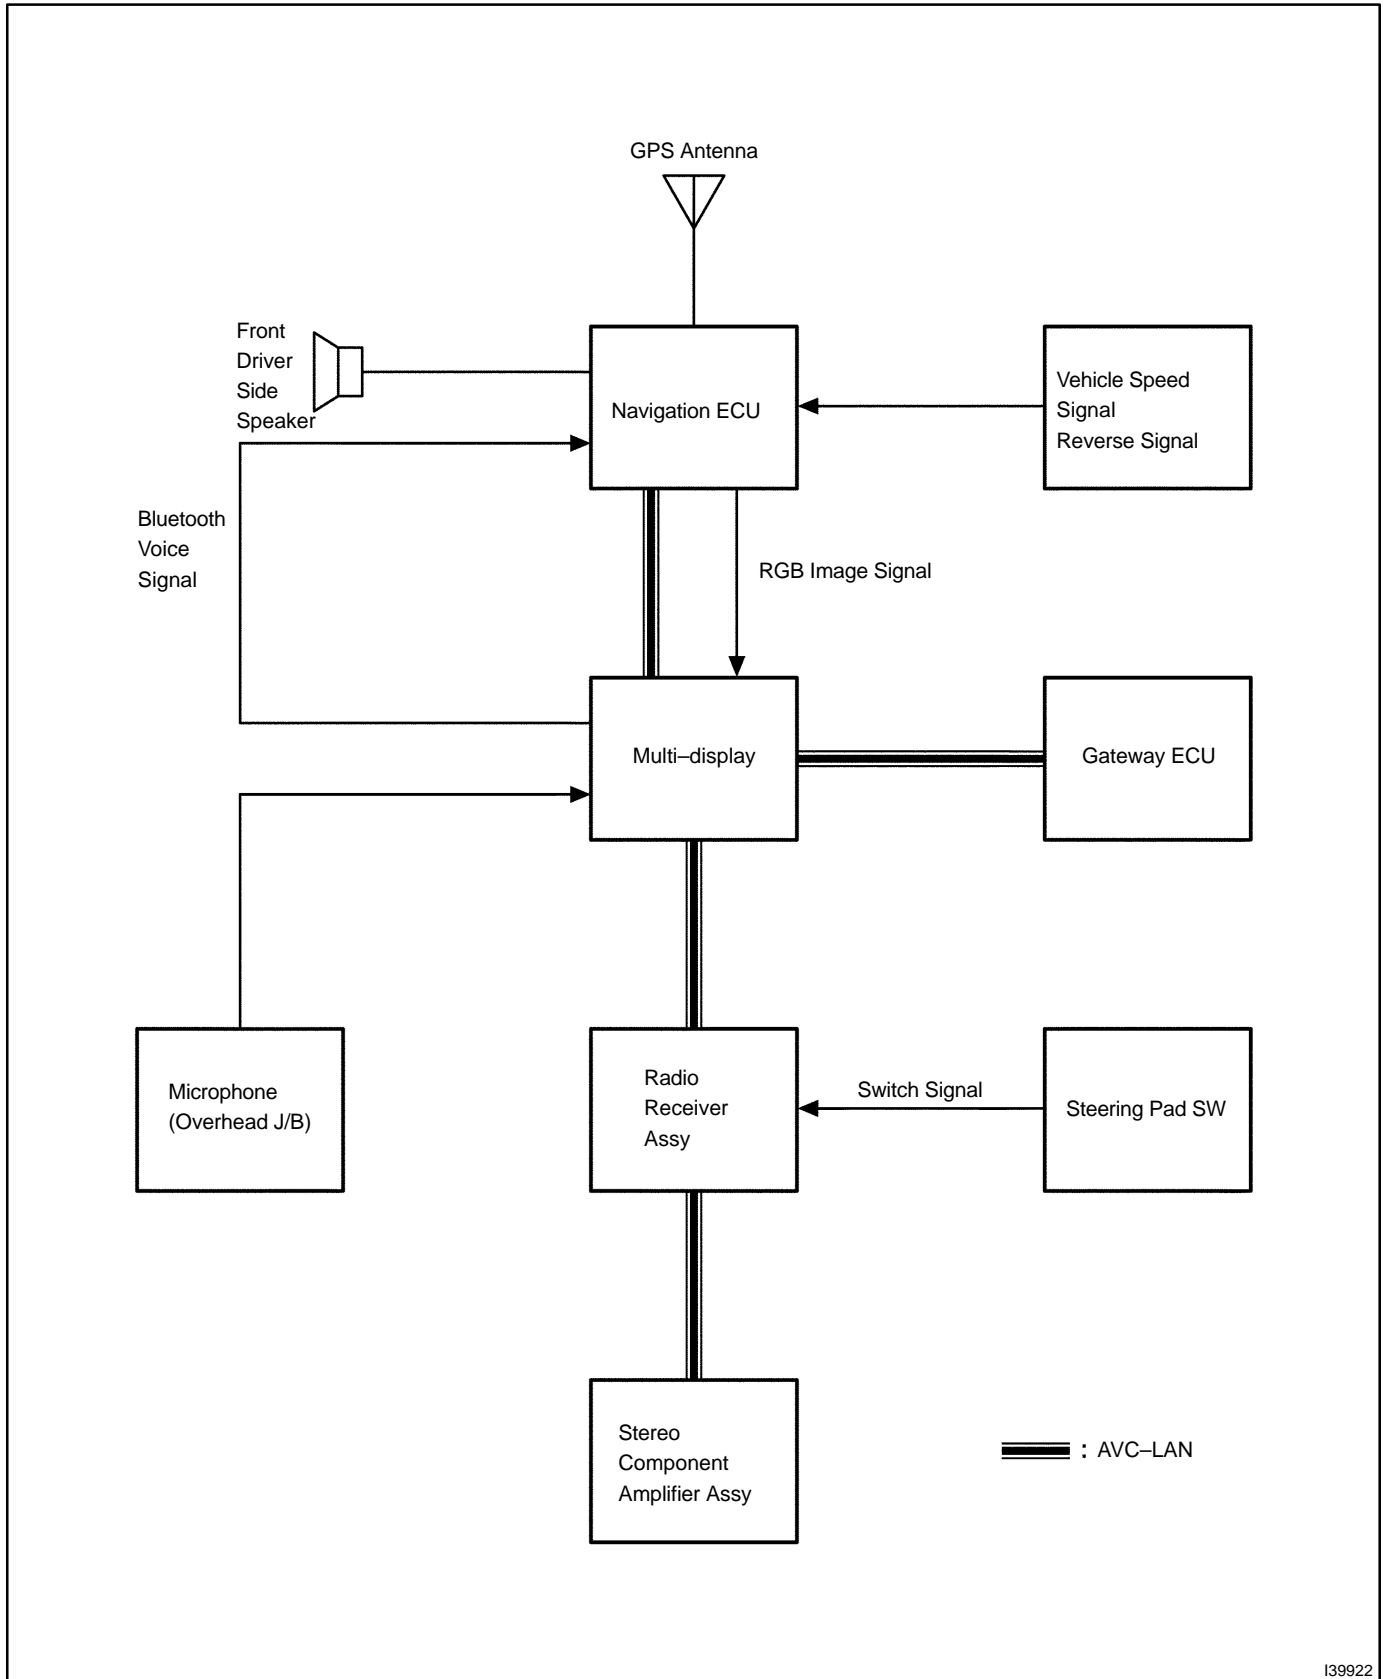 GPS Antenna
Front
Driver
Side
Speaker
Navigation ECU
Vehicle Speed
Signal
Reverse Signal
Bluetooth
Voice
Signal
RGB Image Signal
Multi–display
Gateway ECU
Microphone
(Overhead J/B)
Radio
Receiver
Assy
Switch Signal
Steering Pad SW
Stereo
Component
Amplifier Assy
: AVC–LAN
I39922